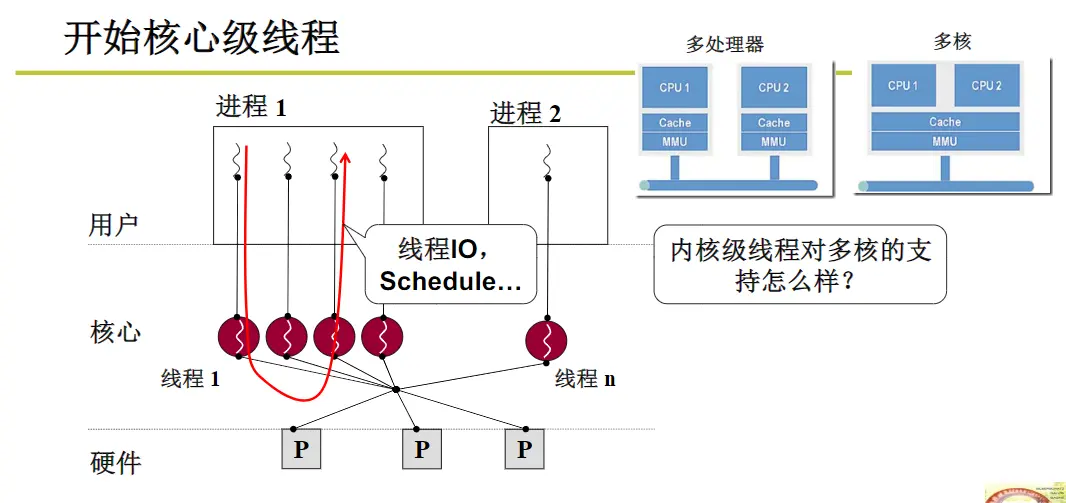 开始核心级线程
多处理器
多核
CPU 1
CPU 2
Cache
Cache
MMU
MMU
CPU 1
CPU 2
Cache
MMU
进程 1
进程 2
用户
线程IO，
Schedule…
内核级线程对多核的支
持怎么样？
核心
线程 1
线程 n
P
P
P
硬件